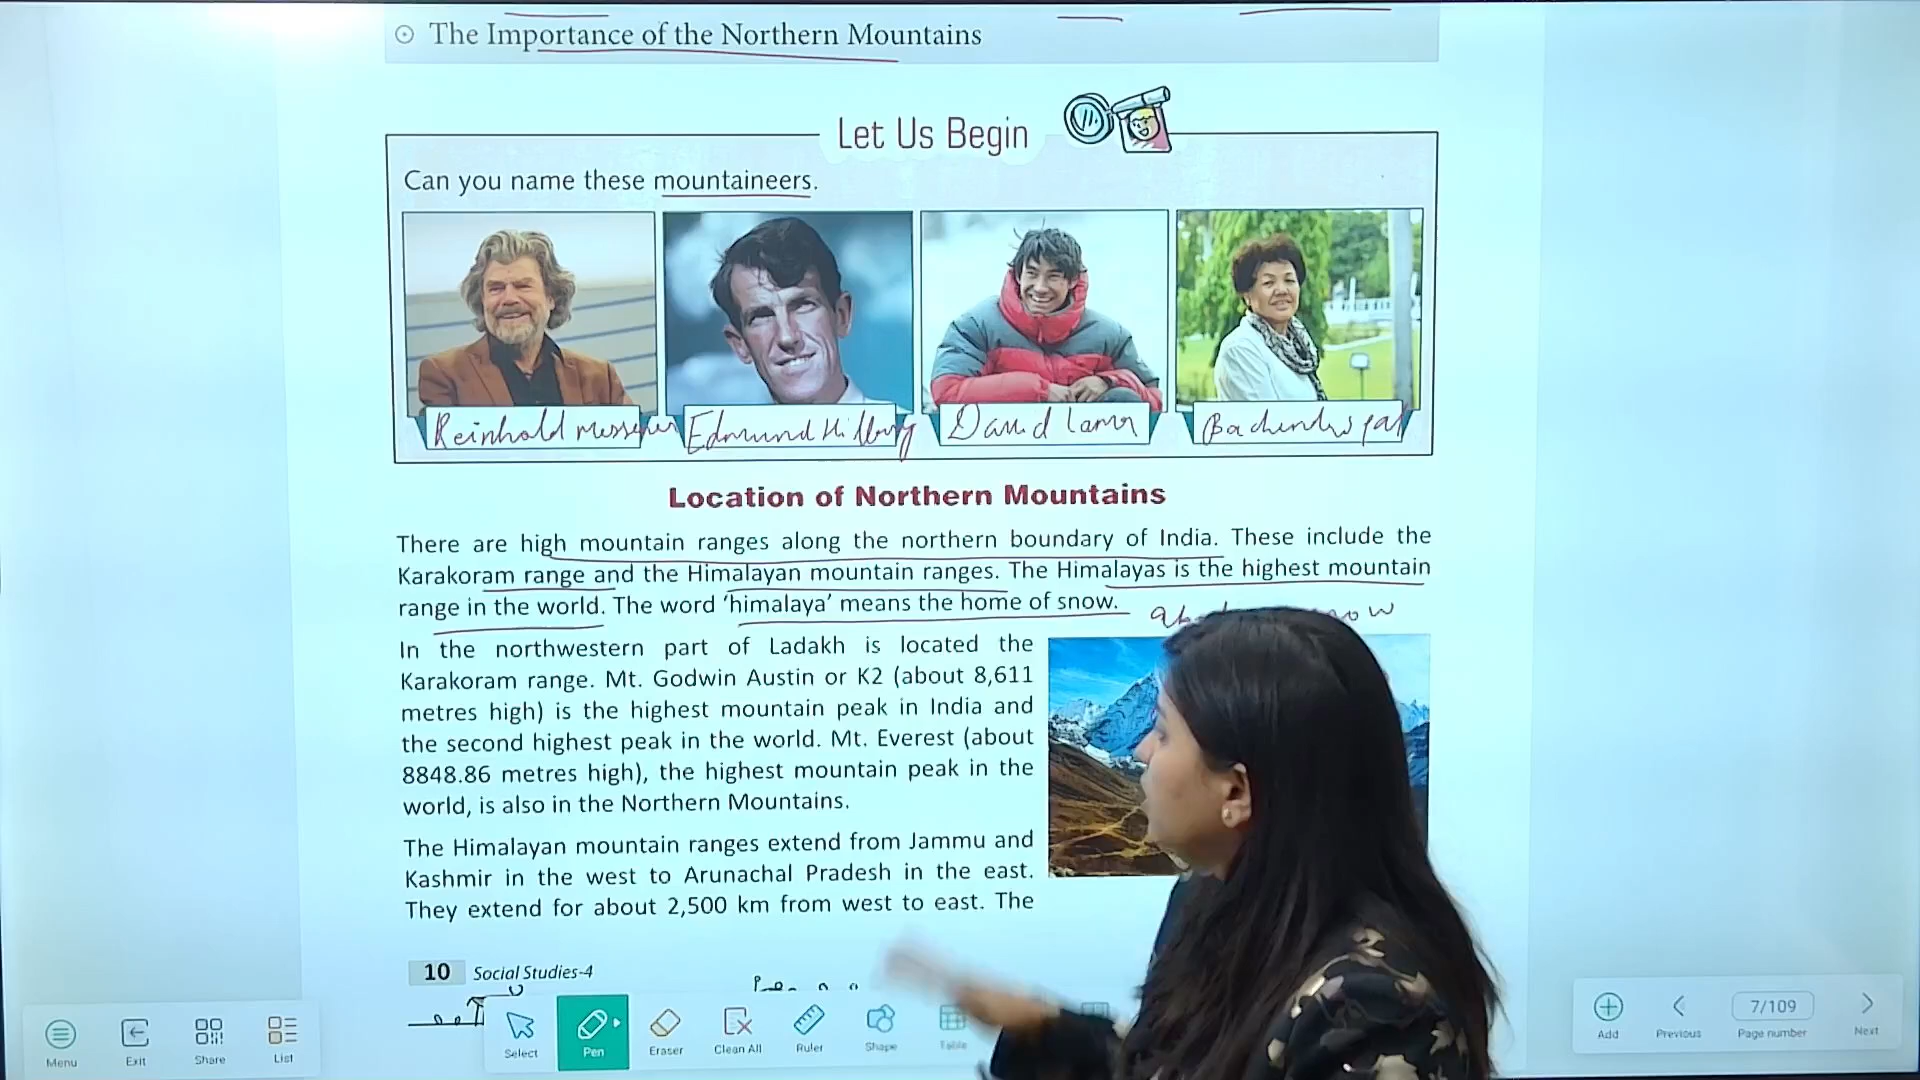 The Importance of the Northern Mountains
Let Us Begin
Can you name these mountaineers.
Reinhold Messner
Edmund Hillary
David Lama
Bachendri pal
Location of Northern Mountains
There are high mountain ranges along the northern boundary of India. These include the
Karakoram range and the Himalayan mountain ranges. The Himalayas is the highest mountain
range in the world. The word ‘himalaya’ means the home of snow.
In the northwestern part of Ladakh is located the
Karakoram range. Mt. Godwin Austin or K2 (about 8,611
metres high) is the highest mountain peak in India and
the second highest peak in the world. Mt. Everest (about
8848.86 metres high), the highest mountain peak in the
world, is also in the Northern Mountains.
The Himalayan mountain ranges extend from Jammu and
Kashmir in the west to Arunachal Pradesh in the east.
They extend for about 2,500 km from west to east. The
10 Social Studies-4
Menu Exit Share List Select Pen Eraser Clean All Ruler Shape Table Add Previous 7/109 Page number Next